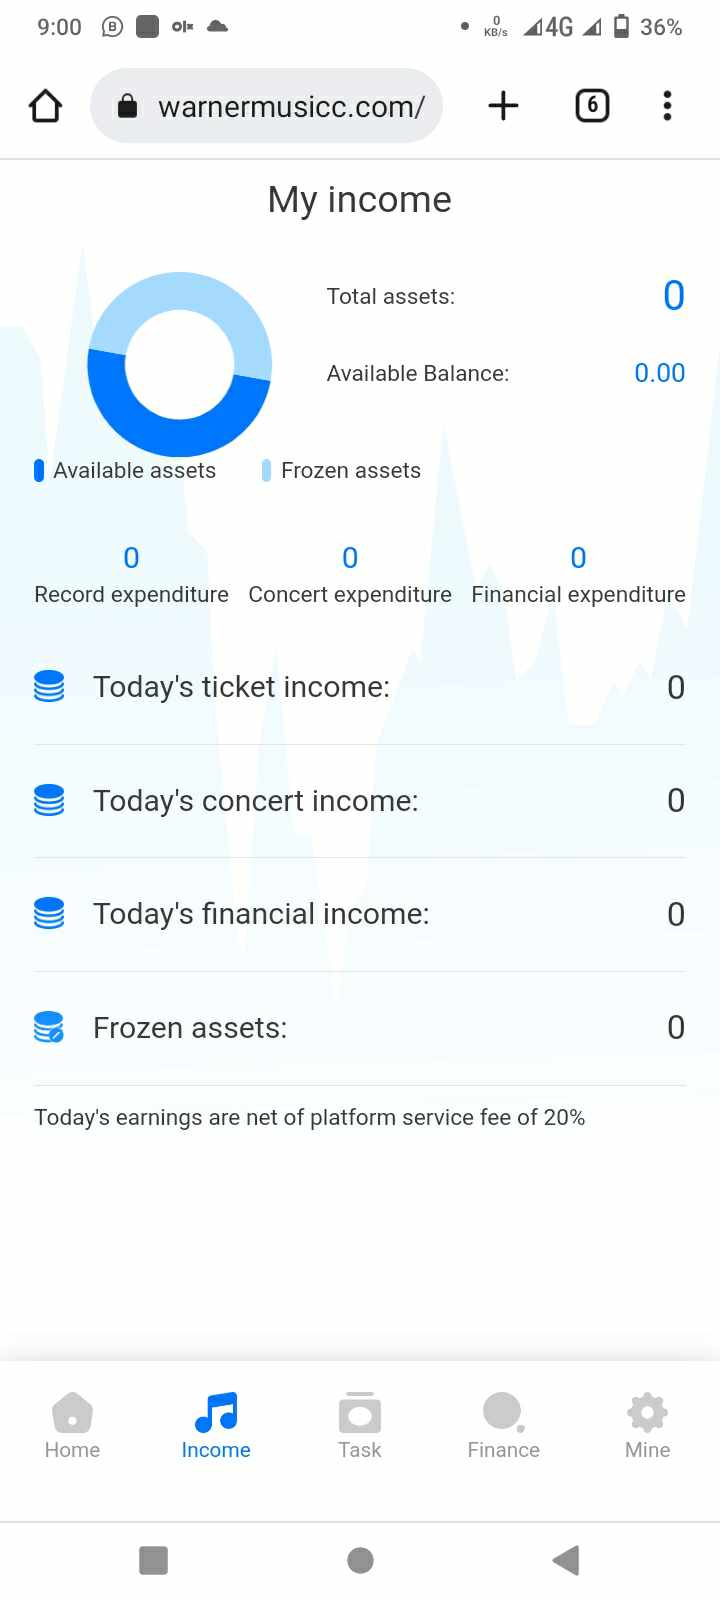 9:00 B olx 0 KB/s 4G 36%
warnermusicc.com/ 6
My income
Total assets: 0
Available Balance: 0.00
Available assets Frozen assets
0 0 0
Record expenditure Concert expenditure Financial expenditure
Today's ticket income: 0
Today's concert income: 0
Today's financial income: 0
Frozen assets: 0
Today's earnings are net of platform service fee of 20%
Home Income Task Finance Mine